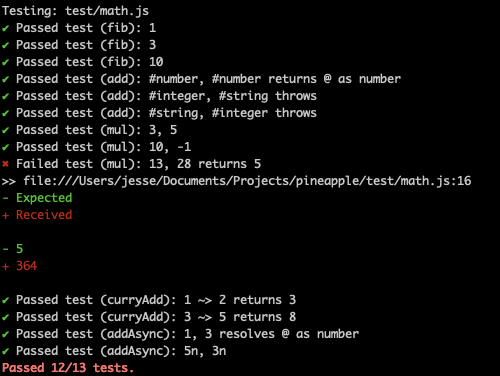 Testing: test/math.js
✔ Passed test (fib): 1
✔ Passed test (fib): 3
✔ Passed test (fib): 10
✔ Passed test (add): #number, #number returns @ as number
✔ Passed test (add): #integer, #string throws
✔ Passed test (add): #string, #integer throws
✔ Passed test (mul): 3, 5
✔ Passed test (mul): 10, -1
✖ Failed test (mul): 13, 28 returns 5
>> file:///Users/jesse/Documents/Projects/pineapple/test/math.js:16
- Expected
+ Received
- 5
+ 364
✔ Passed test (curryAdd): 1 ~> 2 returns 3
✔ Passed test (curryAdd): 3 ~> 5 returns 8
✔ Passed test (addAsync): 1, 3 resolves @ as number
✔ Passed test (addAsync): 5n, 3n
Passed 12/13 tests.